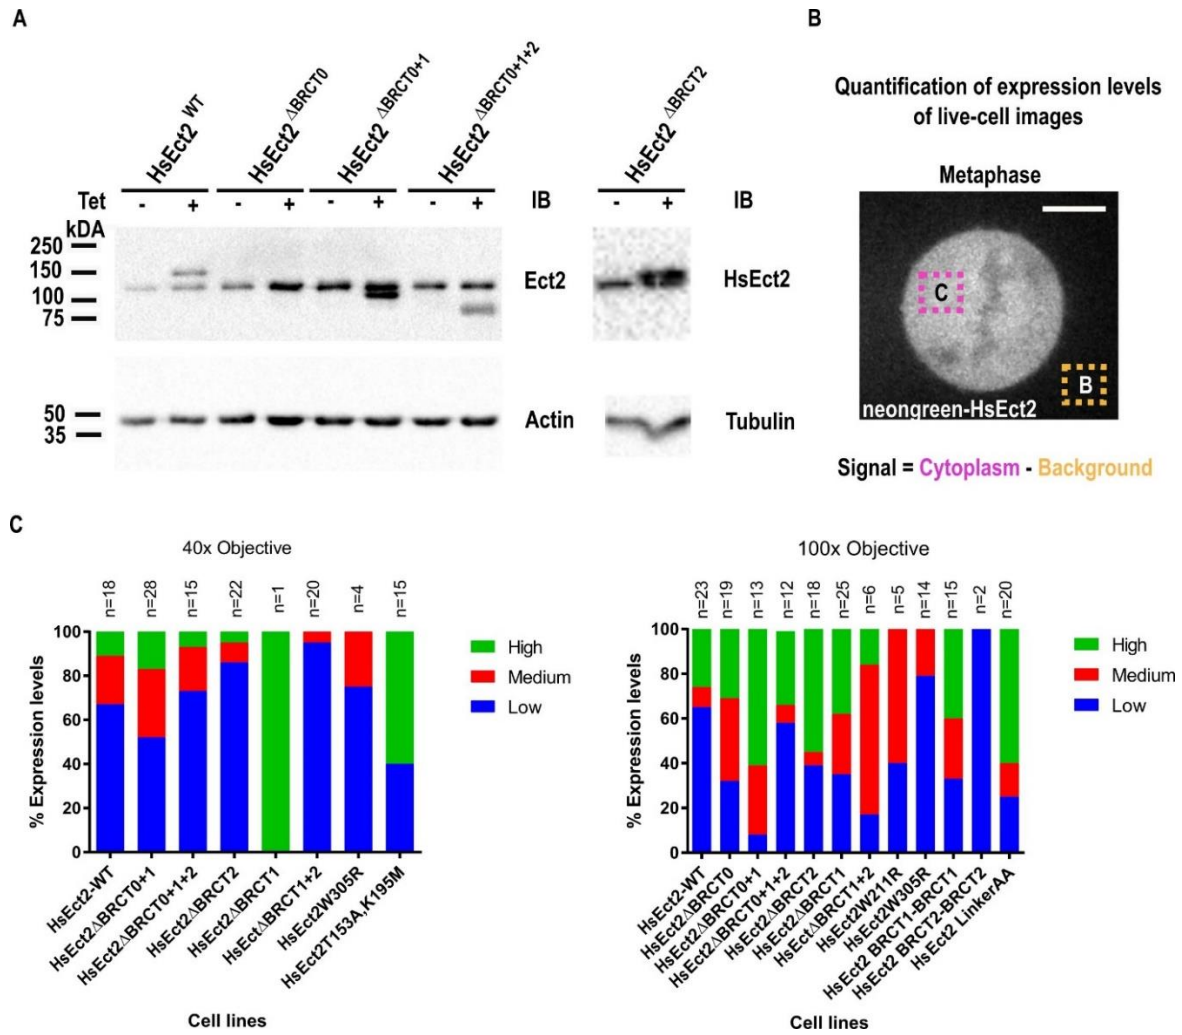 A
HsEct2 WT
HsEct2 ΔBRCT0
HsEct2 ΔBRCT0+1
HsEct2 ΔBRCT0+1+2
HsEct2 ΔBRCT2
Tet - + - + - + - + IB - + IB
kDA
250
150
100
75
Ect2
HsEct2
50
35
Actin
Tubulin
B
Quantification of expression levels
of live-cell images
Metaphase
C
B
neongreen-HsEct2
Signal = Cytoplasm - Background
C
40x Objective
n=18 n=28 n=15 n=22 n=1 n=20 n=4 n=15
100
80
60
40
20
0
% Expression levels
High
Medium
Low
HsEct2-WT
HsEct2ΔBRCT0+1
HsEct2ΔBRCT0+1+2
HsEct2ΔBRCT2
HsEct2ΔBRCT1
HsEctΔBRCT1+2
HsEct2W305R
HsEct2T153A,K195M
Cell lines
100x Objective
n=23 n=19 n=13 n=12 n=18 n=25 n=6 n=5 n=14 n=15 n=2 n=20
100
80
60
40
20
0
% Expression levels
High
Medium
Low
HsEct2-WT
HsEct2ΔBRCT0
HsEct2ΔBRCT0+1
HsEct2ΔBRCT0+1+2
HsEct2ΔBRCT2
HsEct2ΔBRCT1
HsEctΔBRCT1+2
HsEct2W211R
HsEct2W305R
HsEct2 BRCT1-BRCT1
HsEct2 BRCT2-BRCT2
HsEct2 LinkerAA
Cell lines